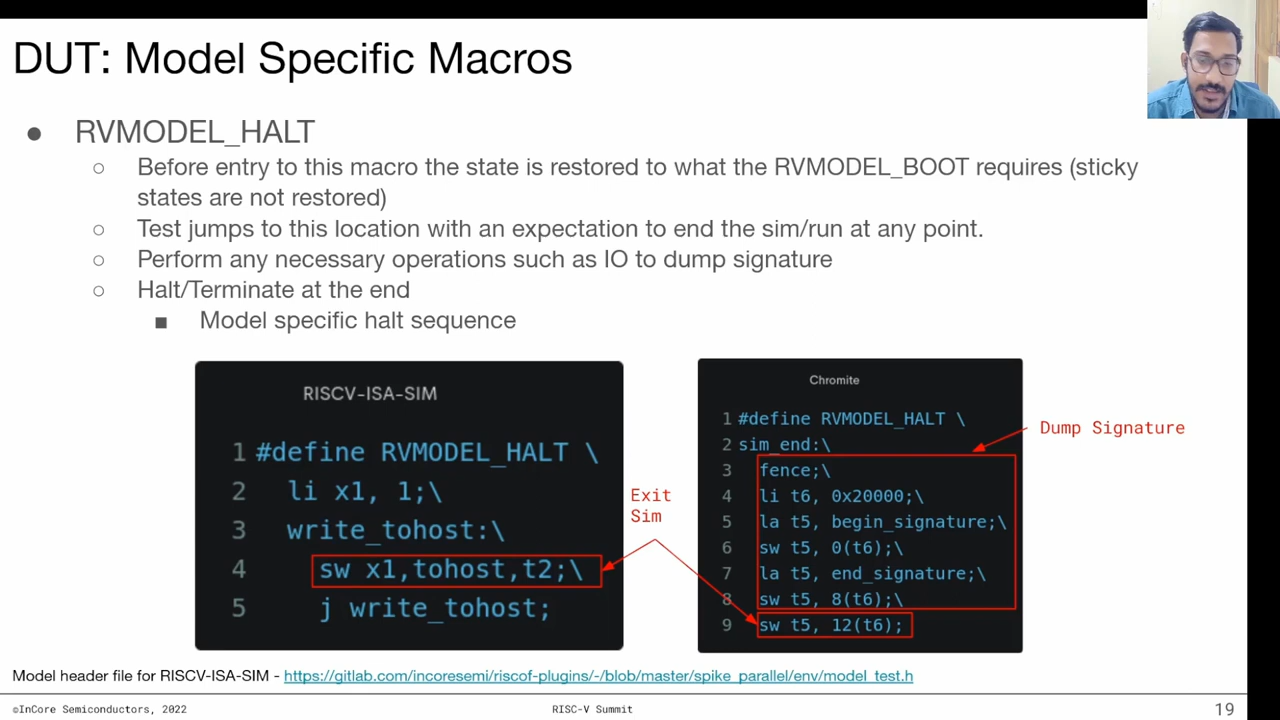 DUT: Model Specific Macros
● RVMODEL_HALT
○ Before entry to this macro the state is restored to what the RVMODEL_BOOT requires (sticky
states are not restored)
○ Test jumps to this location with an expectation to end the sim/run at any point.
○ Perform any necessary operations such as IO to dump signature
○ Halt/Terminate at the end
■ Model specific halt sequence
RISCV-ISA-SIM
1 #define RVMODEL_HALT \
2 li x1, 1;\
3 write_tohost:\
4 sw x1,tohost,t2;\
5 j write_tohost;
Exit
Sim
Chromite
1 #define RVMODEL_HALT \
2 sim_end:\
3 fence;\
4 li t6, 0x20000;\
5 la t5, begin_signature;\
6 sw t5, 0(t6);\
7 la t5, end_signature;\
8 sw t5, 8(t6);\
9 sw t5, 12(t6);
Dump Signature
Model header file for RISCV-ISA-SIM - https://gitlab.com/incoresemi/riscof-plugins/-/blob/master/spike_parallel/env/model_test.h
©InCore Semiconductors, 2022
RISC-V Summit
19